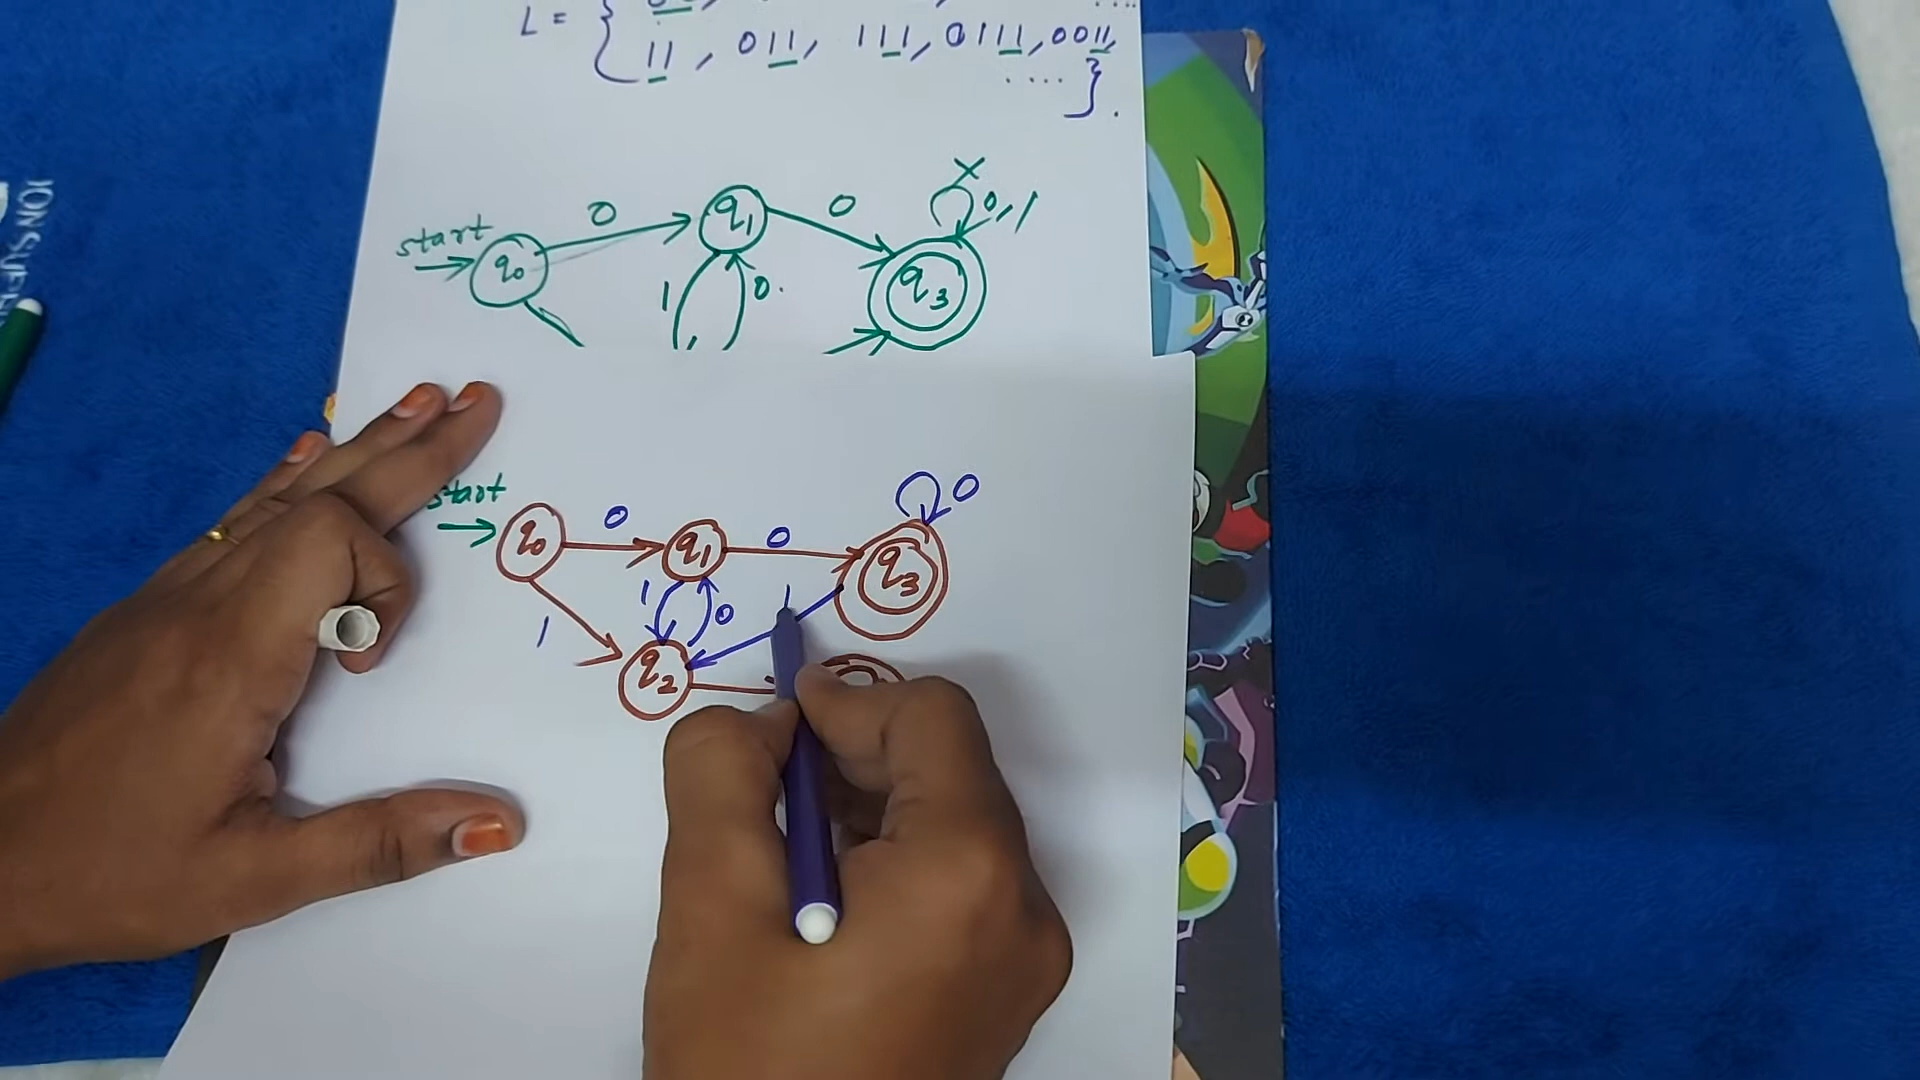 L = {
11, 011, 111, 0111, 0011,
.... }.
start
q0
0
q1
0
x
0,1
1
0.
q3
start
q0
0
q1
0
0
q3
1
1
0
1
q2